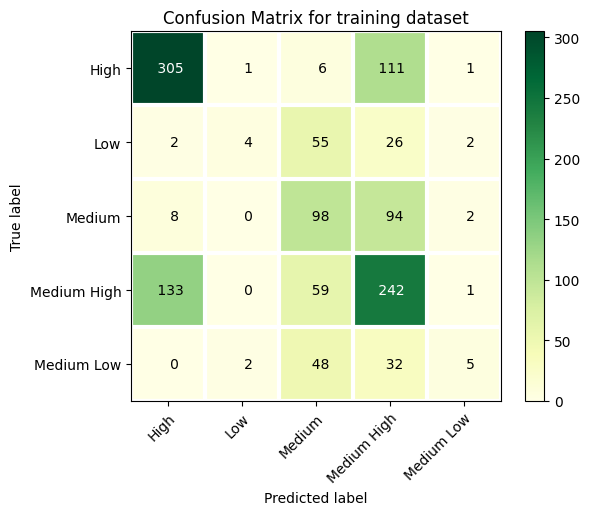 Confusion Matrix for training dataset
High 305 1 6 111 1
Low 2 4 55 26 2
Medium 8 0 98 94 2
Medium High 133 0 59 242 1
Medium Low 0 2 48 32 5
High Low Medium Medium High Medium Low
Predicted label
True label
300
250
200
150
100
50
0